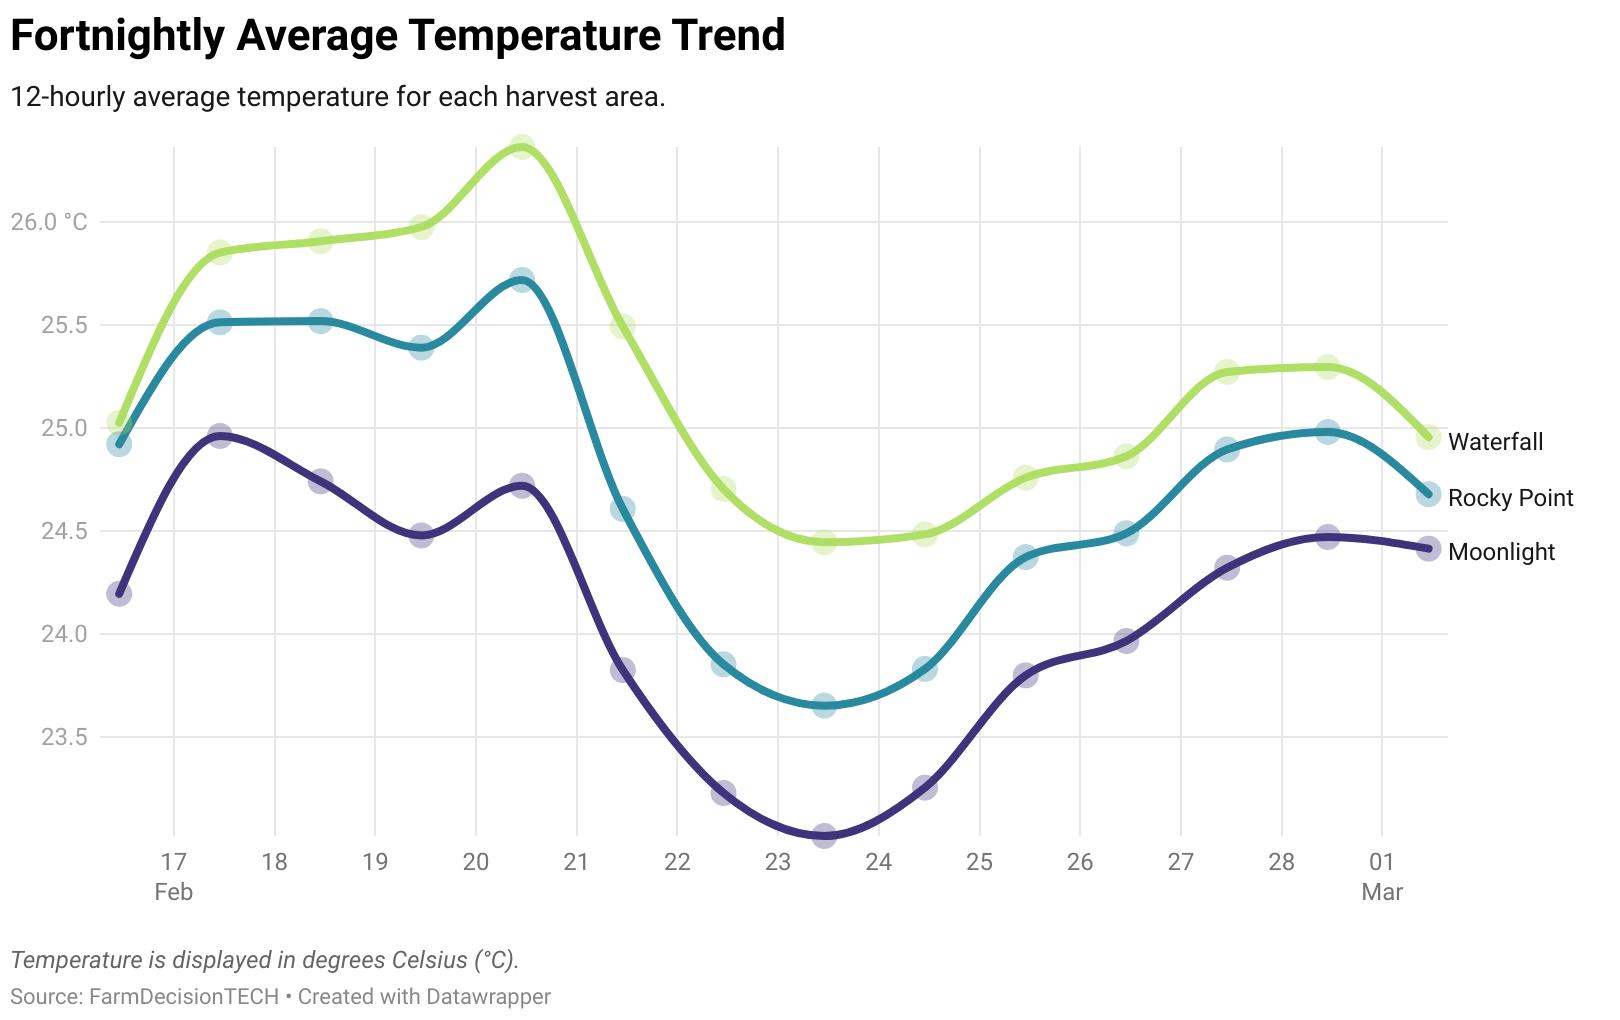 Fortnightly Average Temperature Trend
12-hourly average temperature for each harvest area.
26.0 °C
25.5
25.0
24.5
24.0
23.5
Waterfall
Rocky Point
Moonlight
17 18 19 20 21 22 23 24 25 26 27 28 01
Feb Mar
Temperature is displayed in degrees Celsius (°C).
Source: FarmDecisionTECH • Created with Datawrapper